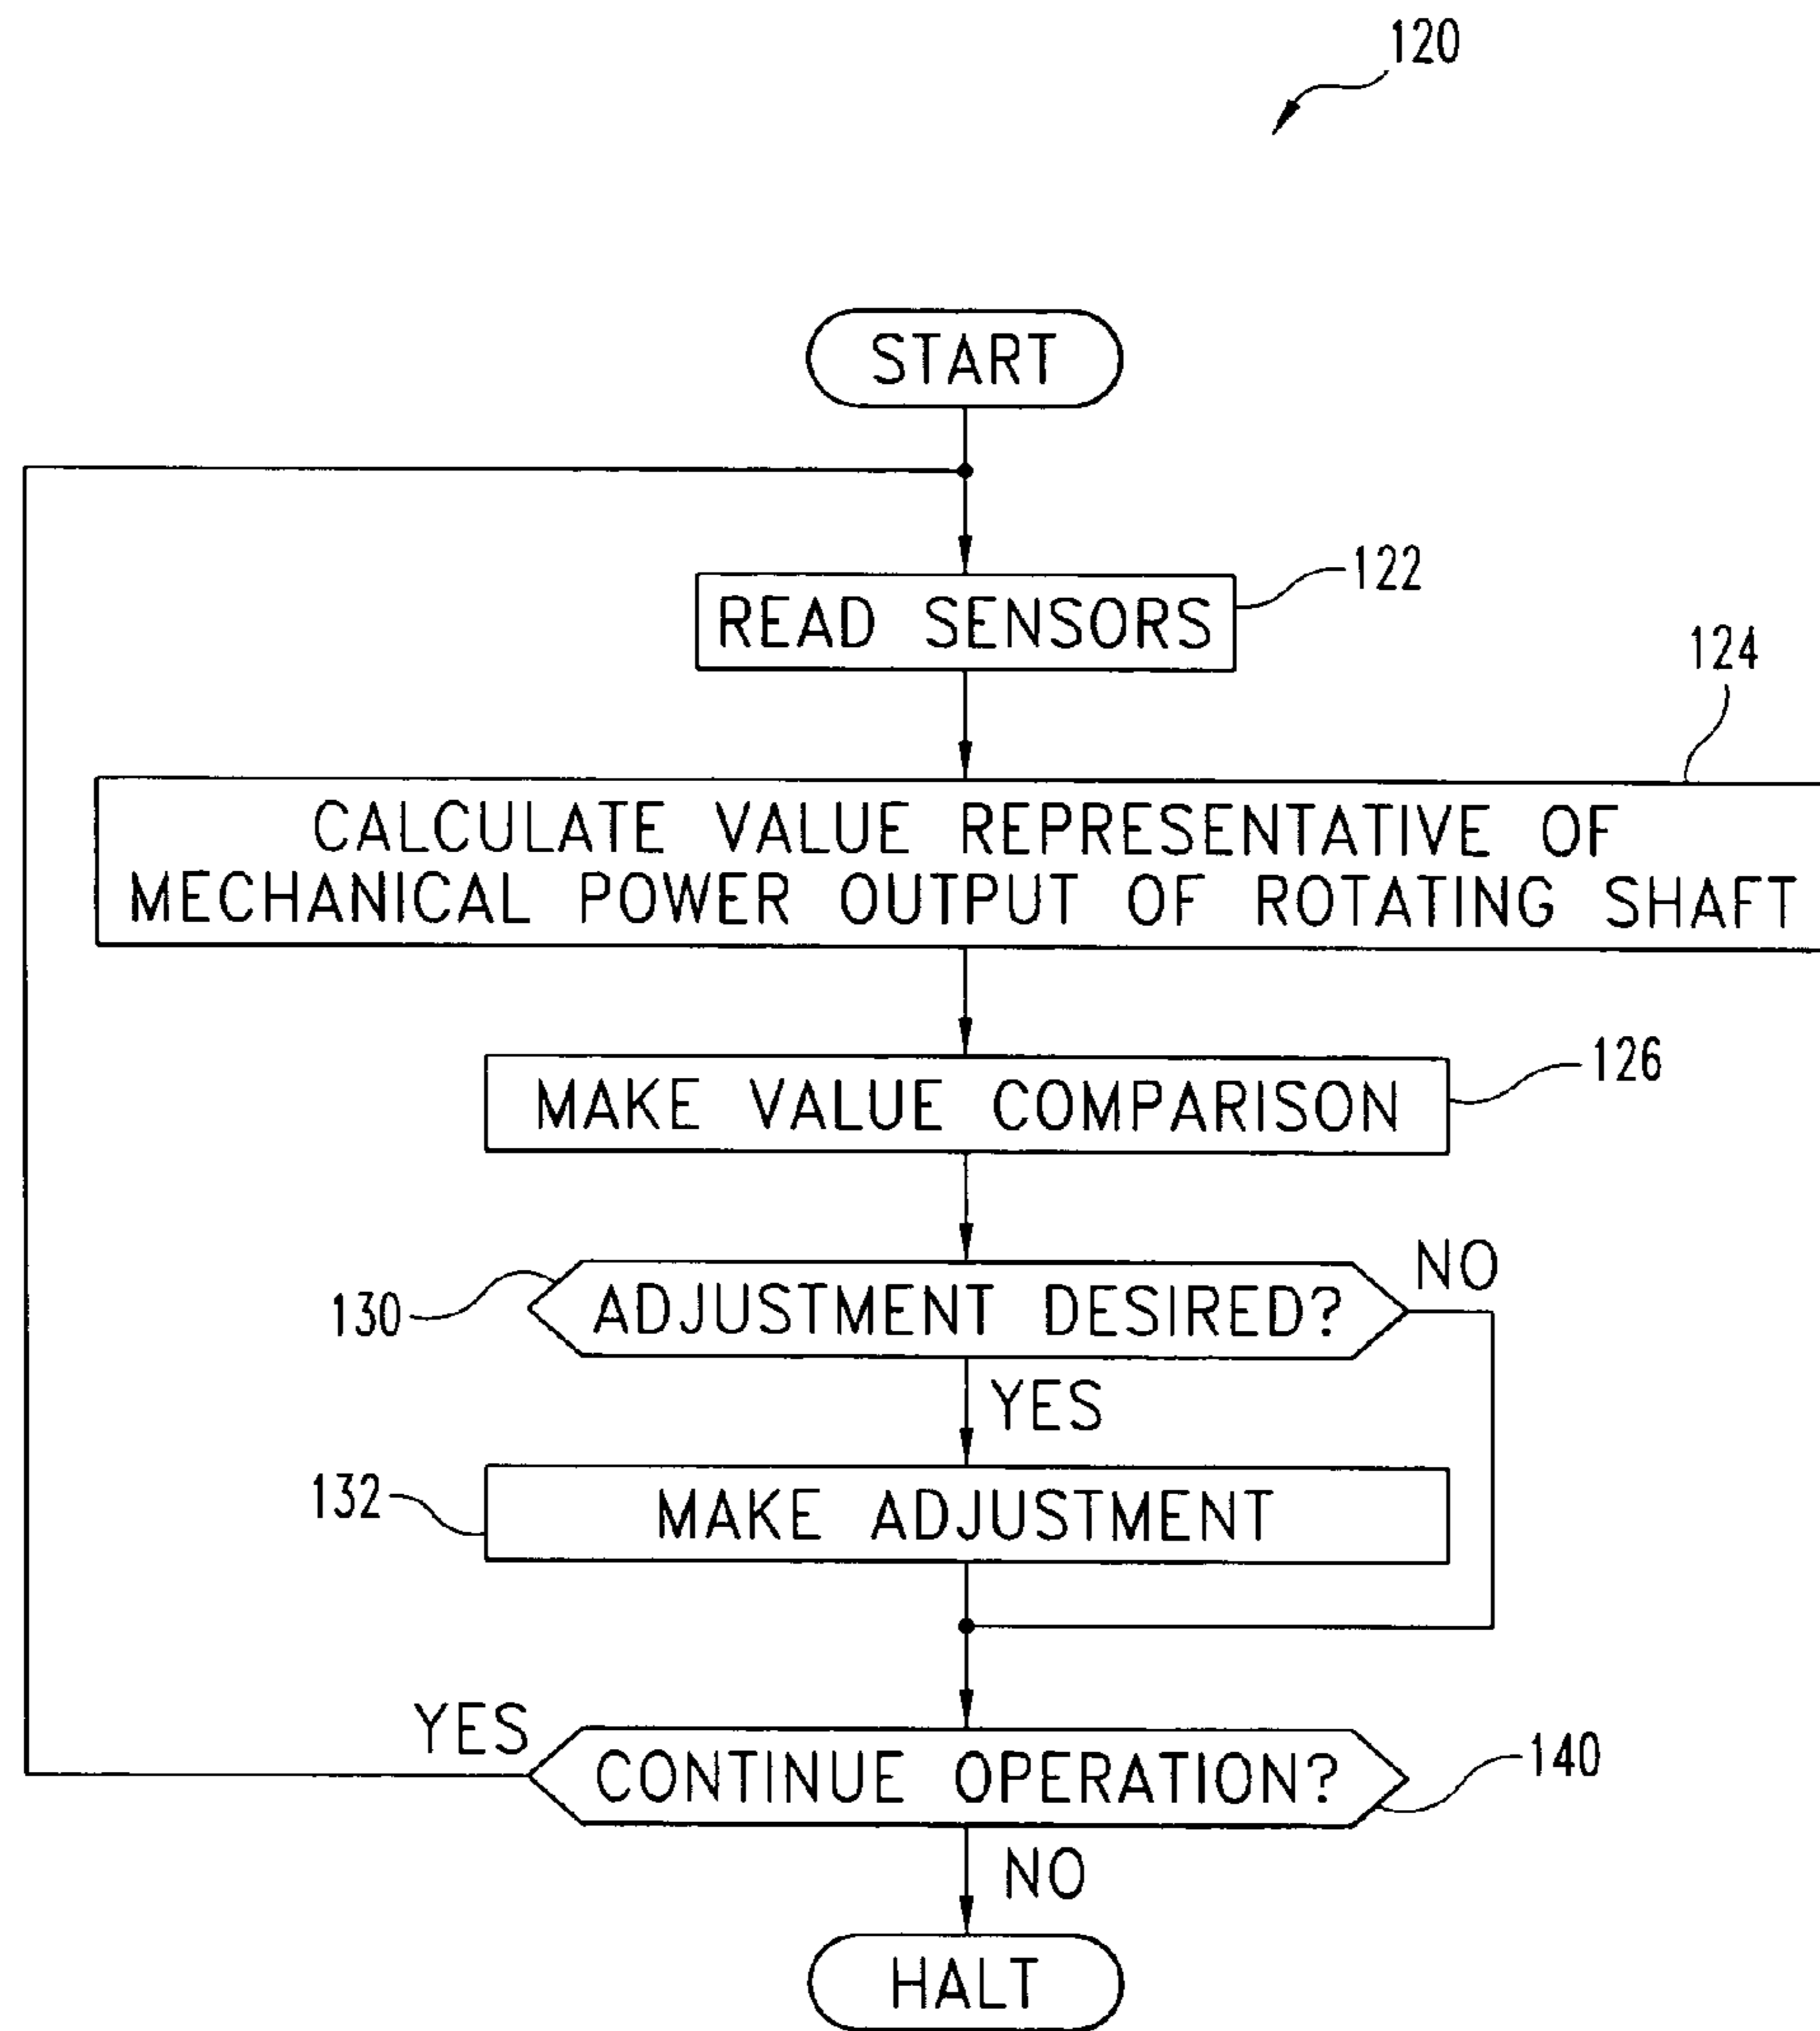 120
START
READ SENSORS
122
124
CALCULATE VALUE REPRESENTATIVE OF
MECHANICAL POWER OUTPUT OF ROTATING SHAFT
MAKE VALUE COMPARISON
126
NO
130
ADJUSTMENT DESIRED?
YES
132
MAKE ADJUSTMENT
YES
CONTINUE OPERATION?
140
NO
HALT